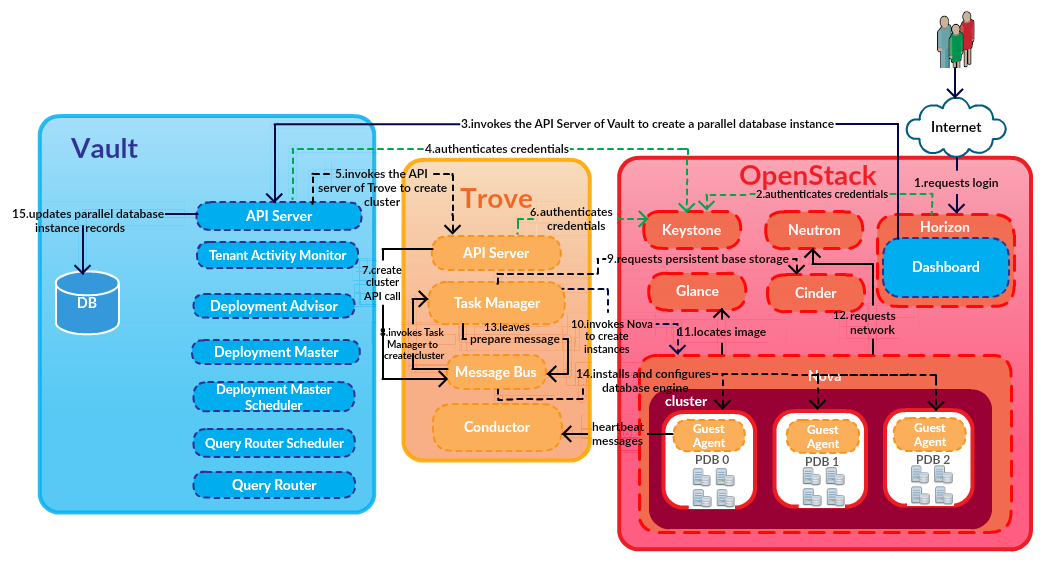 Internet
3.invokes the API Server of Vault to create a parallel database instance
Vault
4.authenticates credentials
OpenStack
5.invokes the API
server of Trove to create
cluster
1.requests login
Trove
2.authenticates credentials
15.updates parallel database
instance records
API Server
6.authenticates
credentials
Keystone
Neutron
Horizon
Tenant Activity Monitor
API Server
9.requests persistent base storage
Dashboard
7.create
cluster
API call
DB
Deployment Advisor
Task Manager
Glance
Cinder
8.invokes Task
Manager to
create cluster
13.leaves
prepare message
10.invokes Nova
to create
instances
11.locates image
12.requests
network
Deployment Master
Message Bus
14.installs and configures
database engine
Nova
Deployment Master
Scheduler
cluster
Query Router Scheduler
Conductor
heartbeat
messages
Guest
Agent
PDB 0
Guest
Agent
PDB 1
Guest
Agent
PDB 2
Query Router